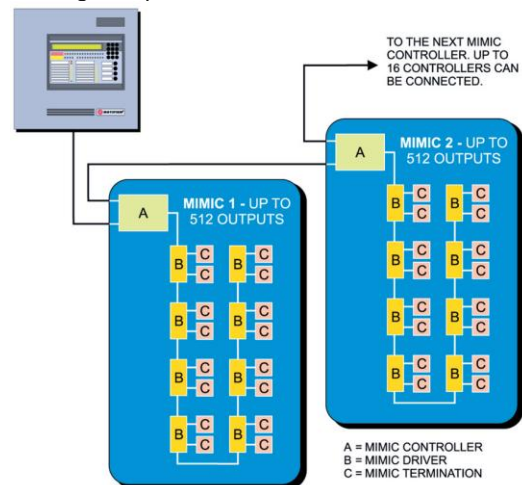 TO THE NEXT MIMIC
CONTROLLER. UP TO
16 CONTROLLERS CAN
BE CONNECTED.
A
MIMIC 2 - UP TO
512 OUTPUTS
B C C B C C
B C C B C C
B C C B C C
B C C B C C
A
MIMIC 1 - UP TO
512 OUTPUTS
B C C B C C
B C C B C C
B C C B C C
B C C B C C
A = MIMIC CONTROLLER
B = MIMIC DRIVER
C = MIMIC TERMINATION